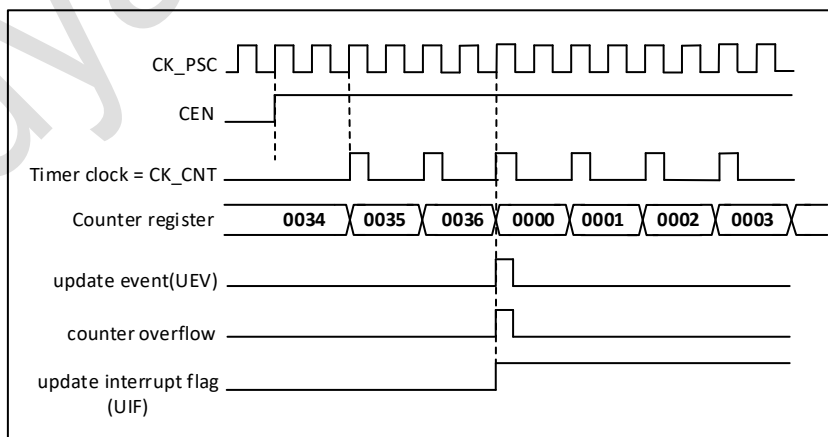 CK_PSC
CEN
Timer clock = CK_CNT
Counter register 0034 0035 0036 0000 0001 0002 0003
update event(UEV)
counter overflow
update interrupt flag
(UIF)